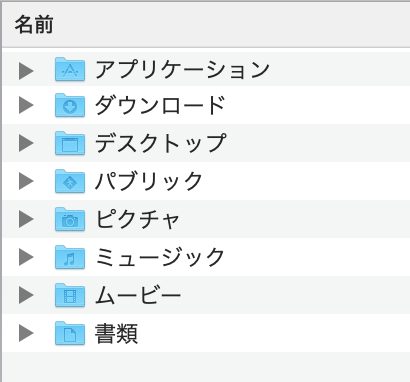 名前
アプリケーション
ダウンロード
デスクトップ
パブリック
ピクチャ
ミュージック
ムービー
書類